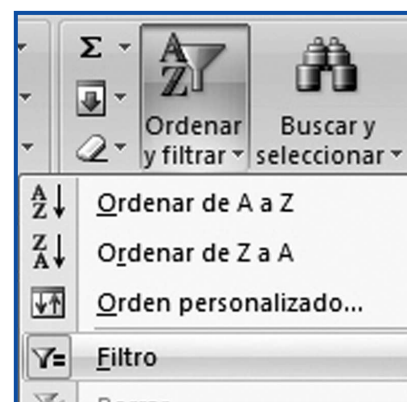 Σ
Ordenar
y filtrar
Buscar y
seleccionar
Ordenar de A a Z
Ordenar de Z a A
Orden personalizado...
Filtro